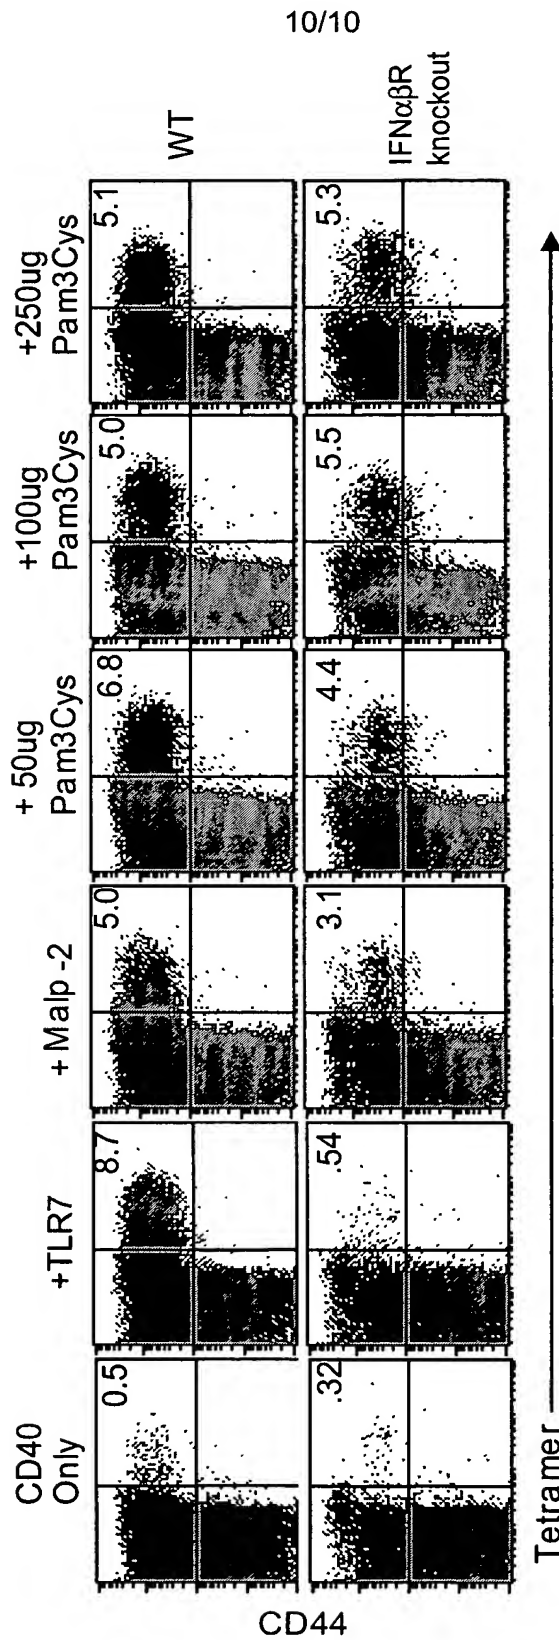 10/10
CD40
Only
+TLR7
+Malp -2
+ 50ug
Pam3Cys
+100ug
Pam3Cys
+250ug
Pam3Cys
0.5
8.7
5.0
6.8
5.0
5.1
WT
.32
.54
3.1
4.4
5.5
5.3
IFNαβR
knockout
CD44
Tetramer